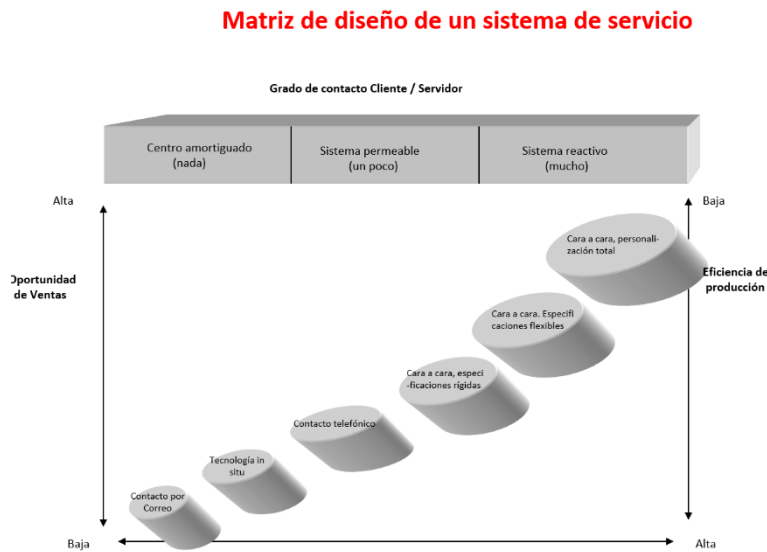 Matriz de diseño de un sistema de servicio
Grado de contacto Cliente / Servidor
Centro amortiguado
(nada)
Sistema permeable
(un poco)
Sistema reactivo
(mucho)
Alta
Baja
Oportunidad
de Ventas
Eficiencia de
producción
Cara a cara, personali-
zación total
Cara a cara. Especifi
caciones flexibles
Cara a cara, especi
-ficaciones rígidas
Contacto telefónico
Tecnología in
situ
Contacto por
Correo
Baja
Alta